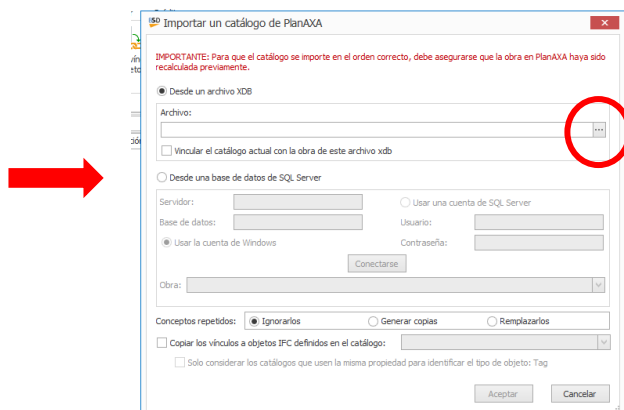 Importar un catálogo de PlanAXA
IMPORTANTE: Para que el catálogo se importe en el orden correcto, debe asegurarse que la obra en PlanAXA haya sido
recalculada previamente.
Desde un archivo XDB
Archivo:
...
Vincular el catálogo actual con la obra de este archivo xdb
Desde una base de datos de SQL Server
Servidor:
Usar una cuenta de SQL Server
Base de datos:
Usuario:
Usar la cuenta de Windows
Contraseña:
Conectarse
Obra:
Conceptos repetidos: Ignorarlos Generar copias Remplazarlos
Copiar los vínculos a objetos IFC definidos en el catálogo:
Solo considerar los catálogos que usen la misma propiedad para identificar el tipo de objeto: Tag
Aceptar Cancelar